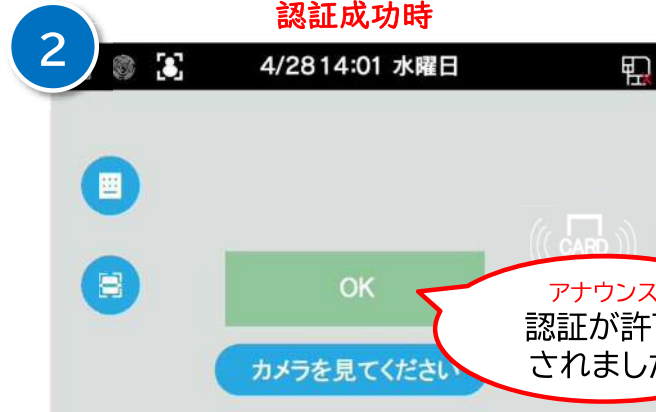 認証成功時
2
4/28 14:01 水曜日
CARD
OK
アナウンス
認証が許
されまし
カメラを見てください